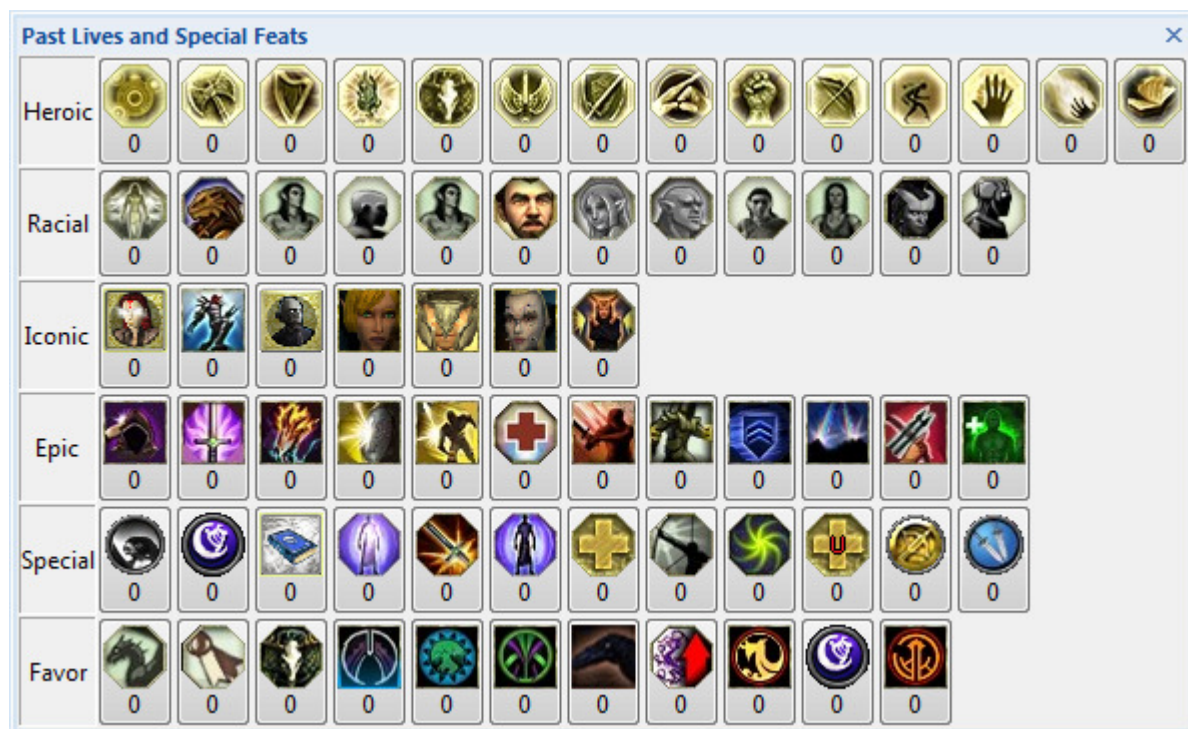 Past Lives and Special Feats
Heroic 0 0 0 0 0 0 0 0 0 0 0 0 0 0
Racial 0 0 0 0 0 0 0 0 0 0 0 0
Iconic 0 0 0 0 0 0 0
Epic 0 0 0 0 0 0 0 0 0 0 0 0
Special U 0 0 0 0 0 0 0 0 0 0 0 0
Favor 0 0 0 0 0 0 0 0 0 0 0